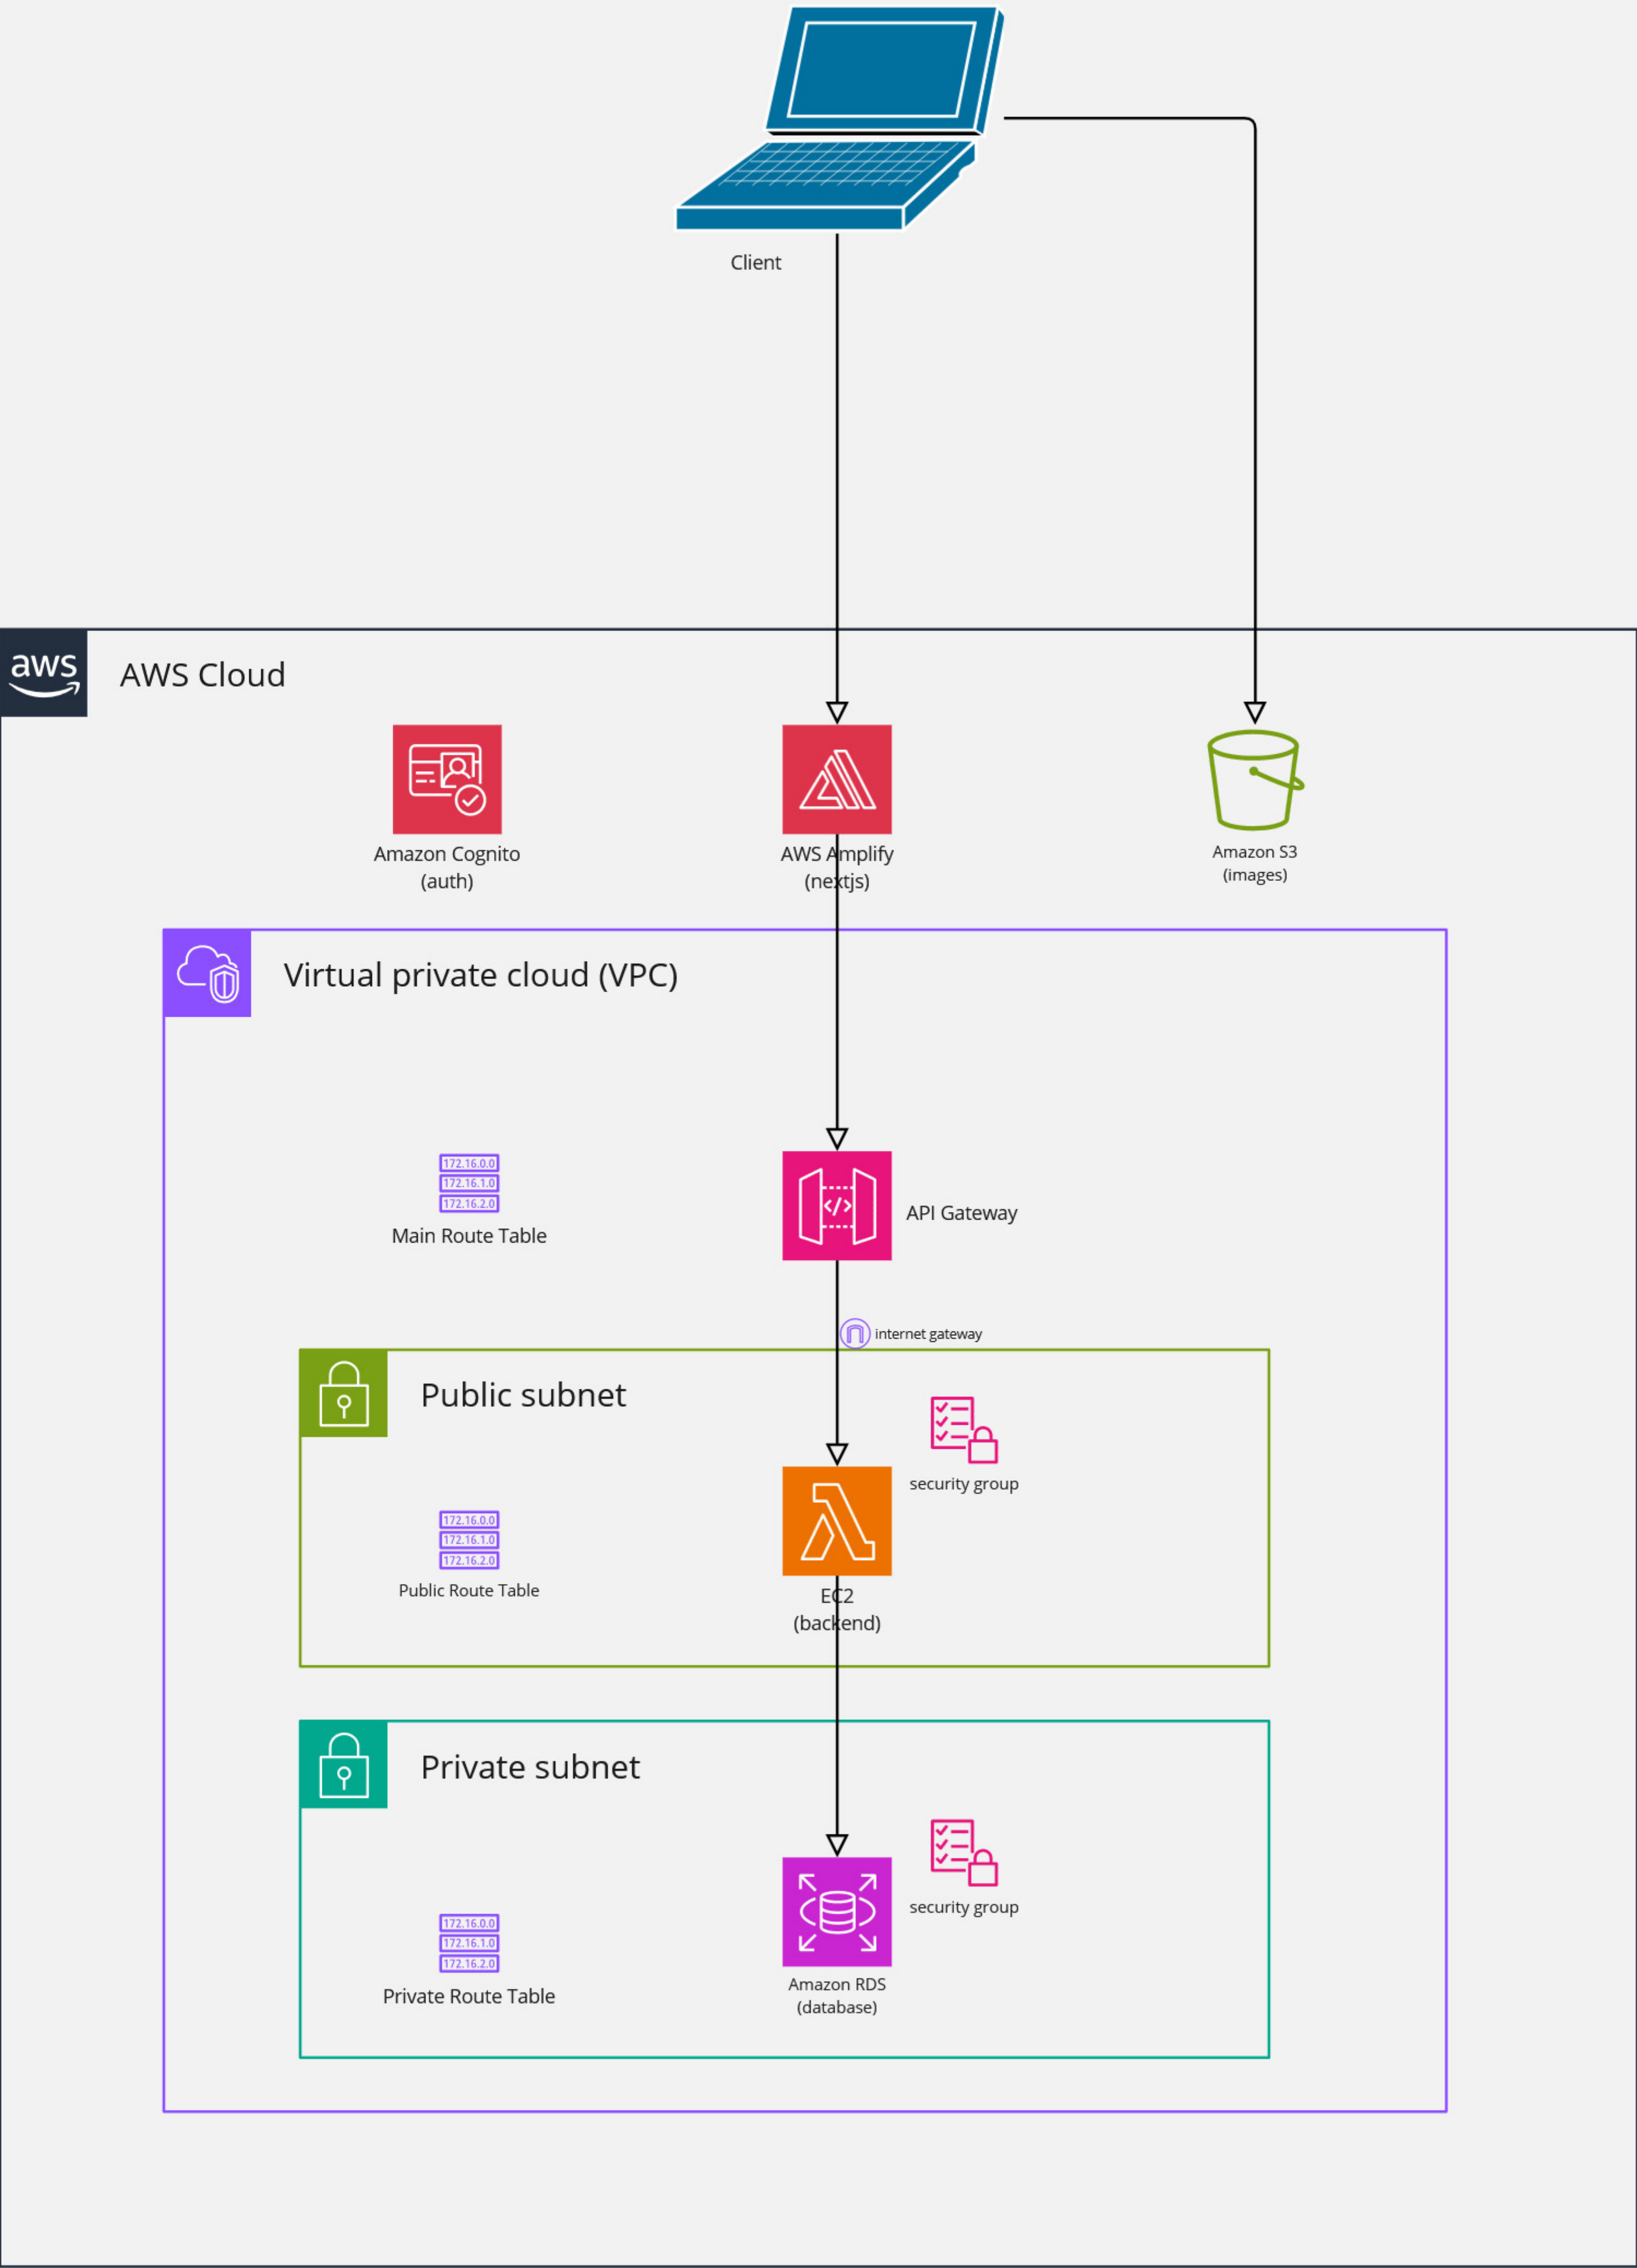 Client
aws
AWS Cloud
Amazon Cognito
(auth)
AWS Amplify
(nextjs)
Amazon S3
(images)
Virtual private cloud (VPC)
172.16.0.0
172.16.1.0
172.16.2.0
Main Route Table
</>
API Gateway
internet gateway
Public subnet
security group
172.16.0.0
172.16.1.0
172.16.2.0
Public Route Table
EC2
(backend)
Private subnet
security group
172.16.0.0
172.16.1.0
172.16.2.0
Private Route Table
Amazon RDS
(database)